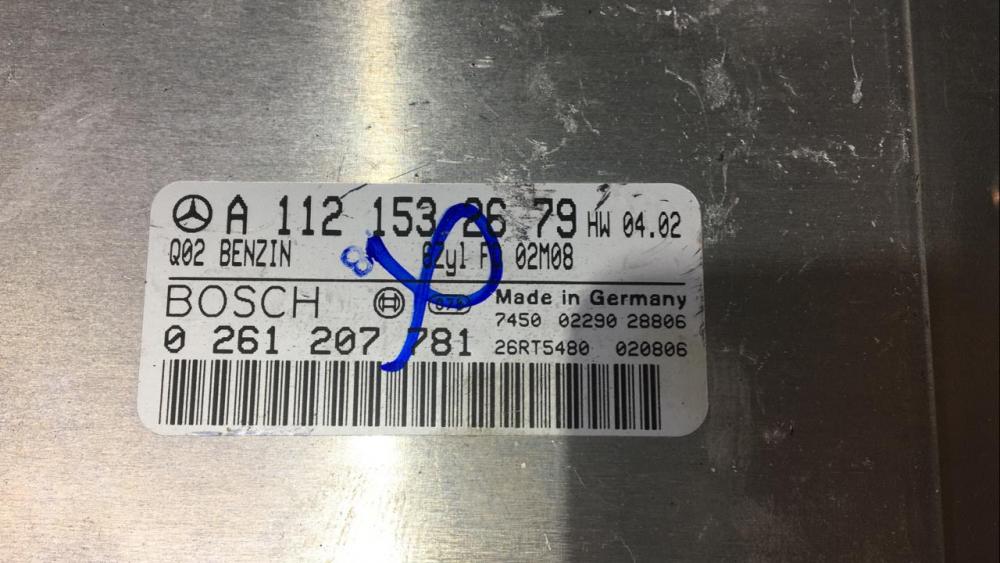 A 112 153 26 79 HW 04.02
Q02 BENZIN 02M08
BOSCH Made in Germany
7450 02290 28806
0 261 207 781 26RT5480 020806